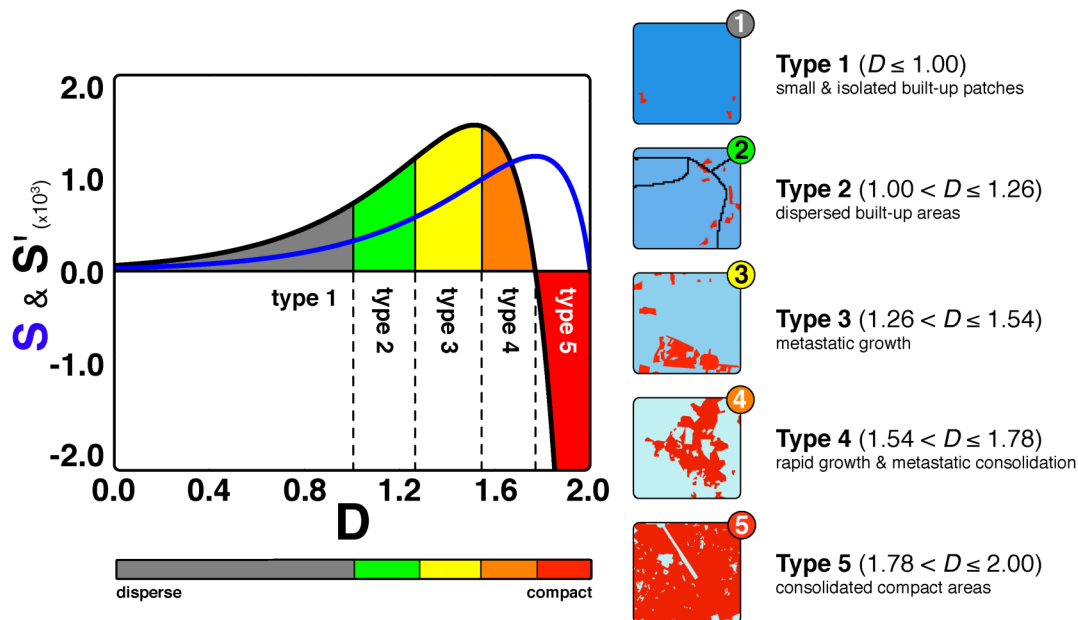 2.0
1.0
0.0
-1.0
-2.0
S & S' (x10³)
0.0 0.4 0.8 1.2 1.6 2.0
D
type 1
type 2
type 3
type 4
type 5
disperse
compact
1
Type 1 (D ≤ 1.00)
small & isolated built-up patches
2
Type 2 (1.00 < D ≤ 1.26)
dispersed built-up areas
3
Type 3 (1.26 < D ≤ 1.54)
metastatic growth
4
Type 4 (1.54 < D ≤ 1.78)
rapid growth & metastatic consolidation
5
Type 5 (1.78 < D ≤ 2.00)
consolidated compact areas